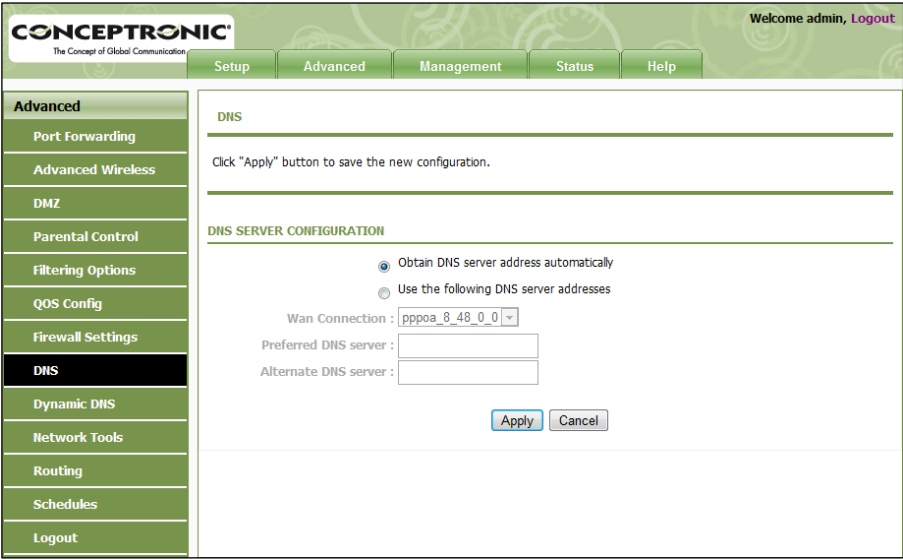 Welcome admin, Logout
CONCEPTRONIC®
The Concept of Global Communication
Setup Advanced Management Status Help
Advanced
Port Forwarding
Advanced Wireless
DMZ
Parental Control
Filtering Options
QOS Config
Firewall Settings
DNS
Dynamic DNS
Network Tools
Routing
Schedules
Logout
DNS
Click "Apply" button to save the new configuration.
DNS SERVER CONFIGURATION
Obtain DNS server address automatically
Use the following DNS server addresses
Wan Connection : pppoa_8_48_0_0
Preferred DNS server :
Alternate DNS server :
Apply Cancel